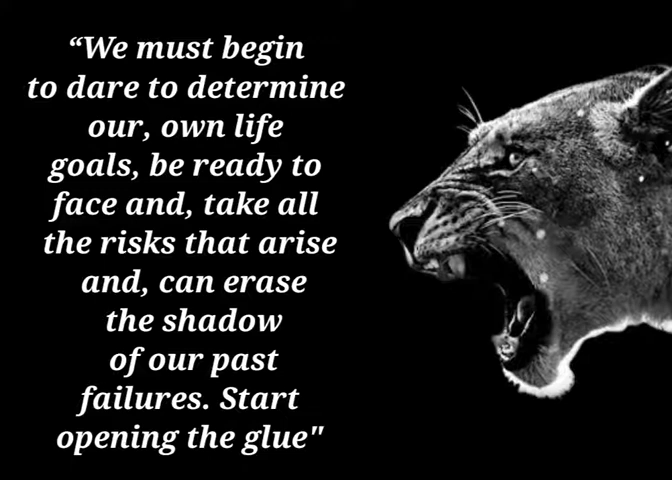 “We must begin
to dare to determine
our, own life
goals, be ready to
face and, take all
the risks that arise
and, can erase
the shadow
of our past
failures. Start
opening the glue"